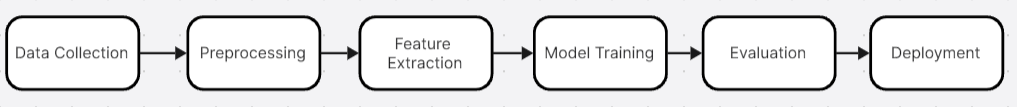 Data Collection
Preprocessing
Feature
Extraction
Model Training
Evaluation
Deployment